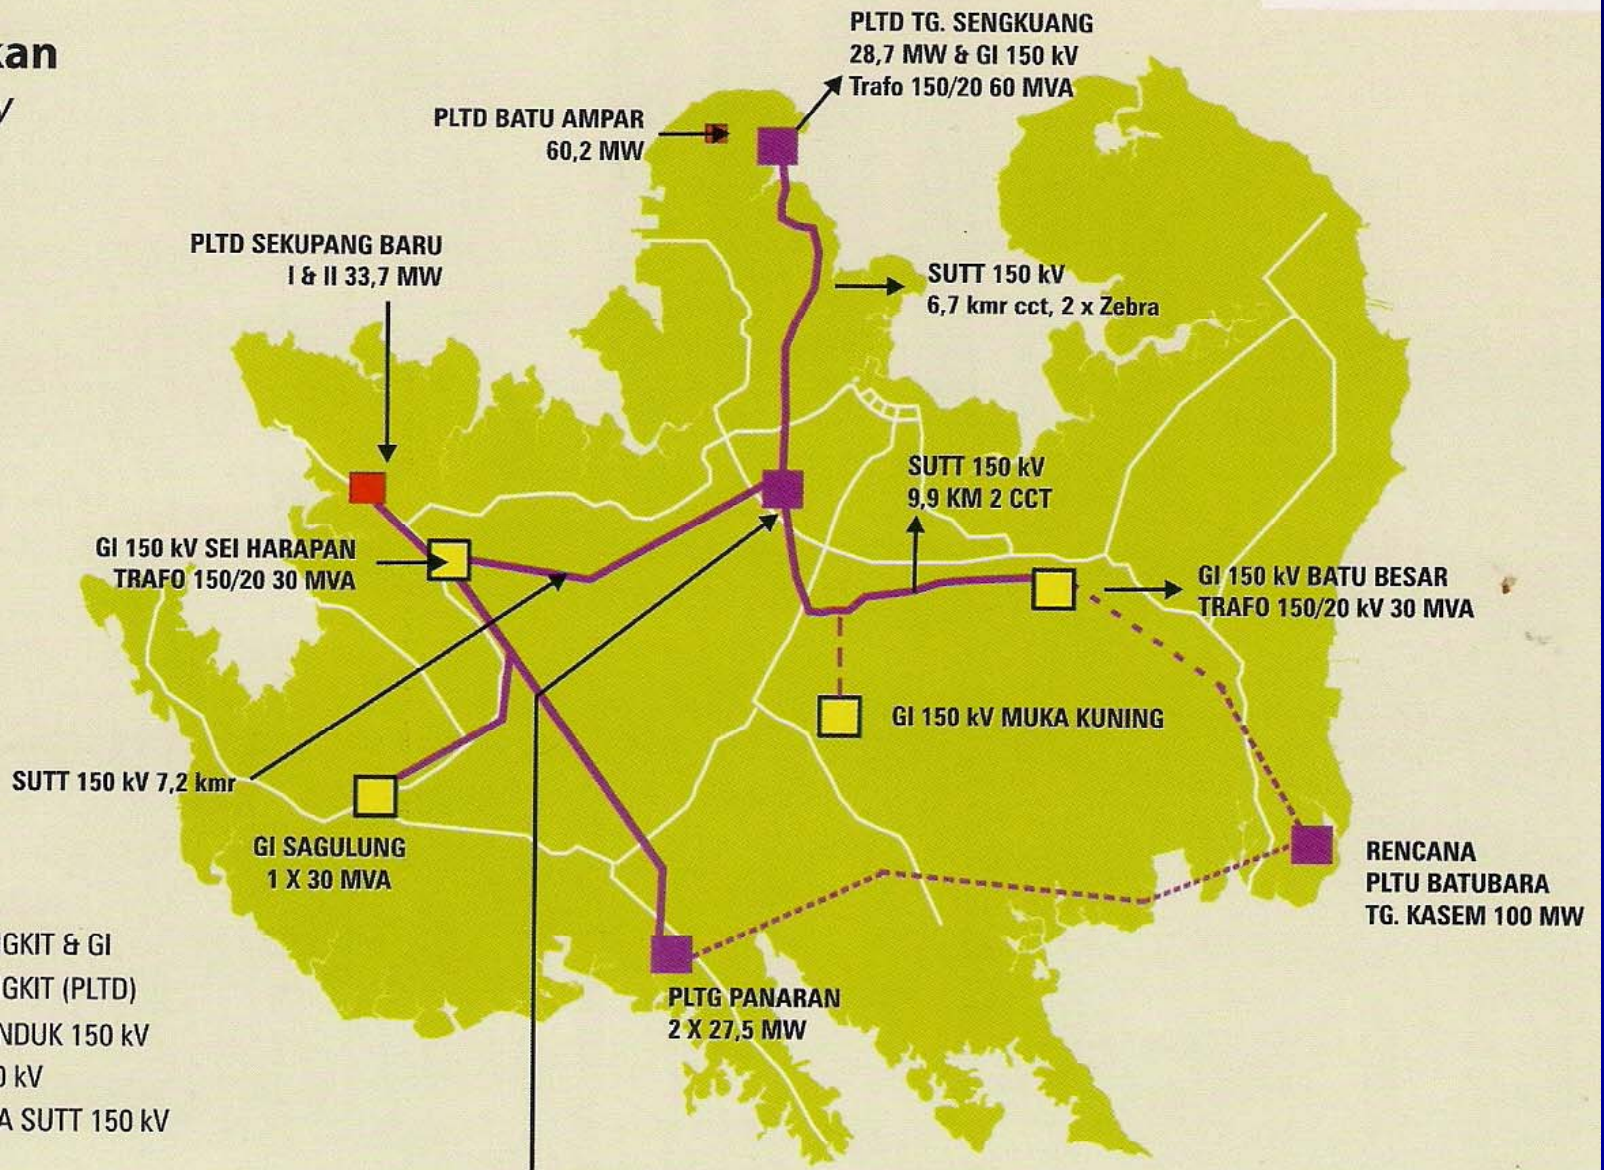 kan
y
PLTD TG. SENGKUANG
28,7 MW & GI 150 kV
Trafo 150/20 60 MVA
PLTD BATU AMPAR
60,2 MW
PLTD SEKUPANG BARU
I & II 33,7 MW
SUTT 150 kV
6,7 kmr cct, 2 x Zebra
SUTT 150 kV
9,9 KM 2 CCT
GI 150 kV SEI HARAPAN
TRAFO 150/20 30 MVA
GI 150 kV BATU BESAR
TRAFO 150/20 kV 30 MVA
GI 150 kV MUKA KUNING
SUTT 150 kV 7,2 kmr
GI SAGULUNG
1 X 30 MVA
RENCANA
PLTU BATUBARA
TG. KASEM 100 MW
PLTG PANARAN
2 X 27,5 MW
GKIT & GI
GKIT (PLTD)
NDUK 150 kV
0 kV
A SUTT 150 kV